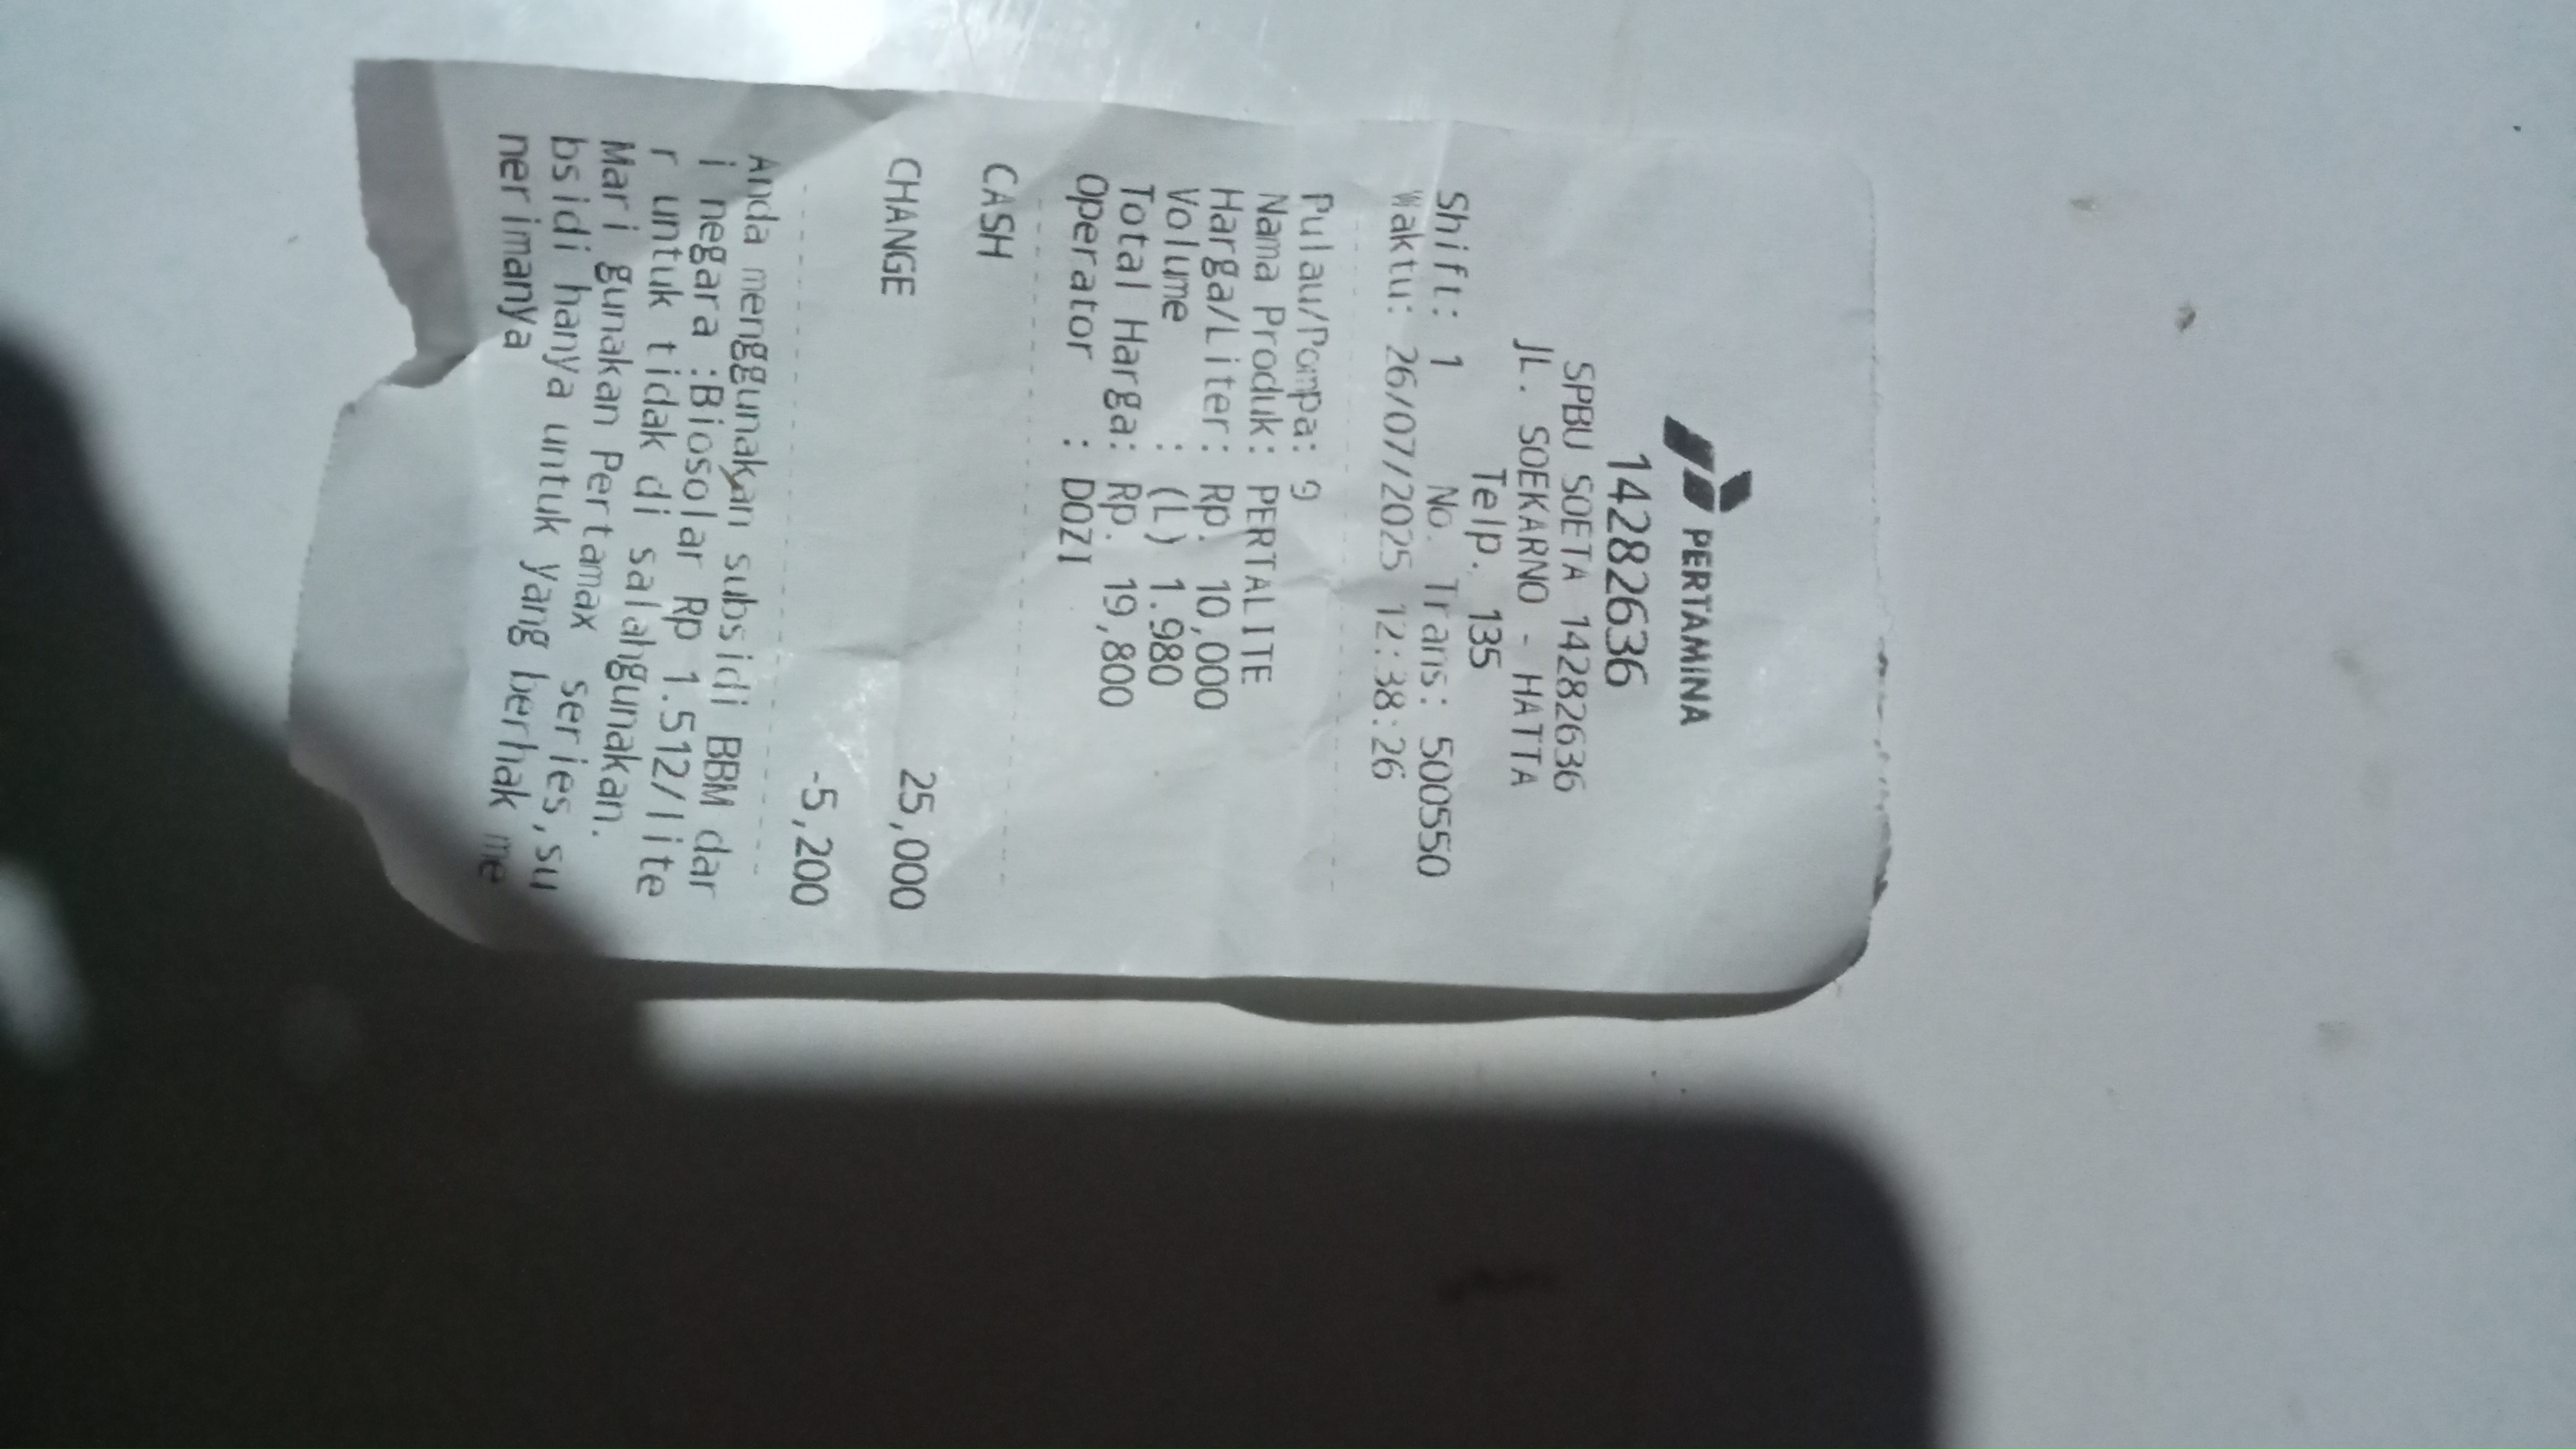 PERTAMINA
14282636
SPBU SOETA 14282636
JL. SOEKARNO - HATTA
Telp. 135
Shift: 1 No. Trans: 500550
Waktu: 26/07/2025 12:38:26
Pulau/Pompa: 9
Nama Produk: PERTALITE
Harga/Liter: Rp. 10,000
Volume : (L) 1.980
Total Harga: Rp. 19,800
Operator : DOZI
CASH
25,000
CHANGE
-5,200
Anda menggunakan subsidi BBM dar
i negara :Biosolar Rp 1.512/lite
r untuk tidak di salahgunakan.
Mari gunakan Pertamax series,su
bsidi hanya untuk yang berhak me
nerimanya